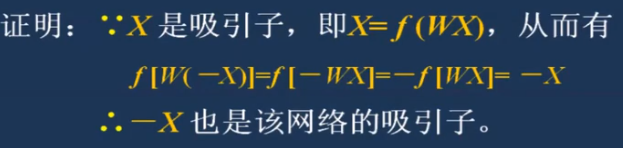 证明：∵X 是吸引子，即X= f (WX)，从而有
f [W(－X)]=f [－WX]=－f [WX]= －X
∴－X 也是该网络的吸引子。